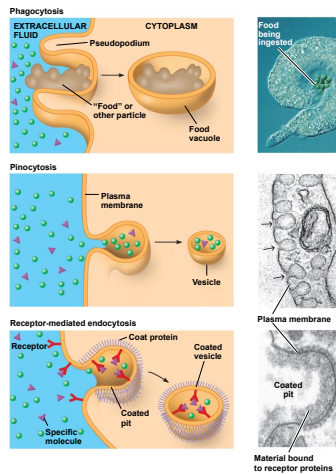 Phagocytosis
EXTRACELLULAR
FLUID
CYTOPLASM
Pseudopodium
“Food” or
other particle
Food
vacuole
Food
being
ingested
Pinocytosis
Plasma
membrane
Vesicle
Plasma membrane
Receptor-mediated endocytosis
Coat protein
Receptor
Coated
vesicle
Coated
pit
Specific
molecule
Coated
pit
Material bound
to receptor proteins